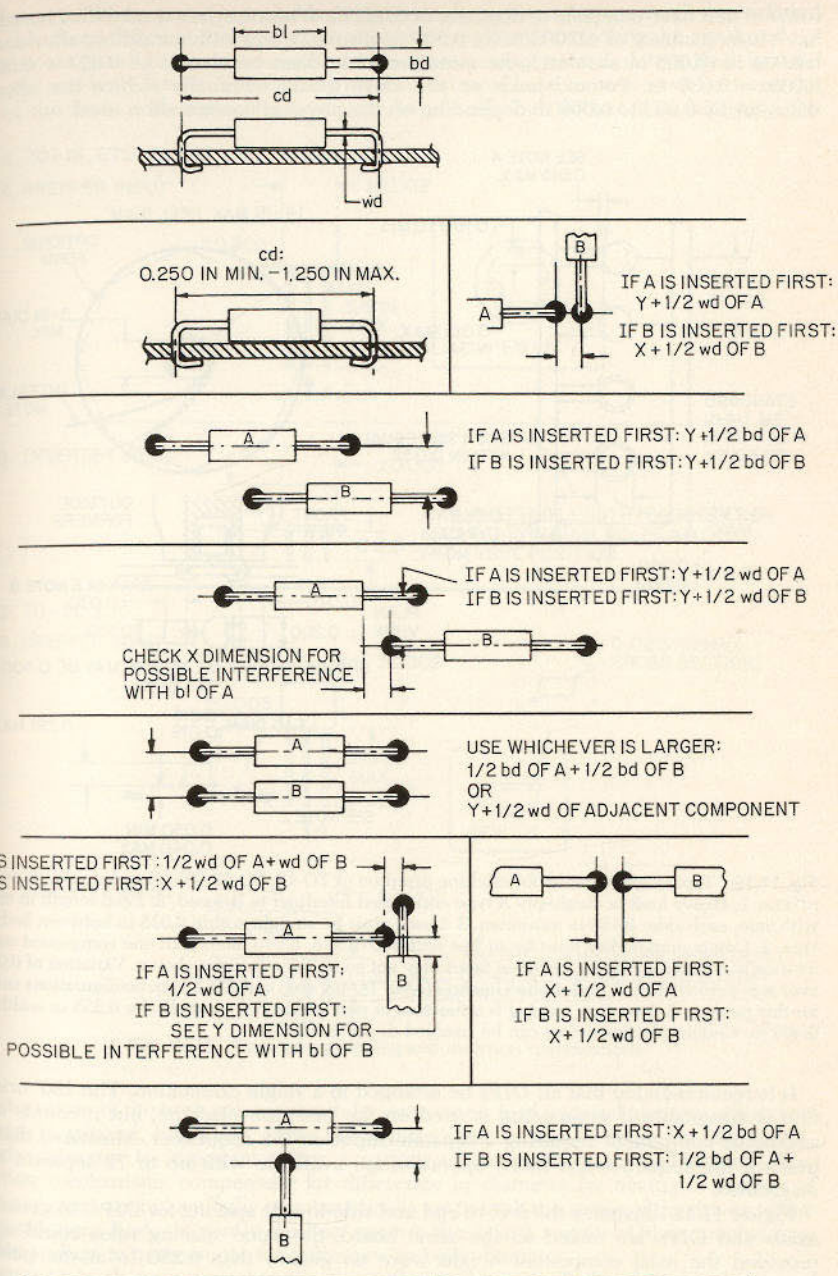 bl
bd
cd
wd
cd:
0.250 IN MIN. - 1.250 IN MAX.
B
A
IF A IS INSERTED FIRST:
Y + 1/2 wd OF A
IF B IS INSERTED FIRST:
X + 1/2 wd OF B
A
IF A IS INSERTED FIRST: Y+1/2 bd OF A
IF B IS INSERTED FIRST: Y+1/2 bd OF B
B
A
IF A IS INSERTED FIRST: Y+1/2 wd OF A
IF B IS INSERTED FIRST: Y+1/2 wd OF B
B
CHECK X DIMENSION FOR
POSSIBLE INTERFERENCE
WITH bl OF A
A
B
USE WHICHEVER IS LARGER:
1/2 bd OF A + 1/2 bd OF B
OR
Y+1/2 wd OF ADJACENT COMPONENT
S INSERTED FIRST: 1/2 wd OF A + wd OF B
S INSERTED FIRST: X + 1/2 wd OF B
A
B
IF A IS INSERTED FIRST:
1/2 wd OF A
IF B IS INSERTED FIRST:
SEE Y DIMENSION FOR
POSSIBLE INTERFERENCE WITH bl OF B
A
B
IF A IS INSERTED FIRST:
X + 1/2 wd OF A
IF B IS INSERTED FIRST:
X + 1/2 wd OF B
A
B
IF A IS INSERTED FIRST: X + 1/2 bd OF A
IF B IS INSERTED FIRST: 1/2 bd OF A +
1/2 wd OF B